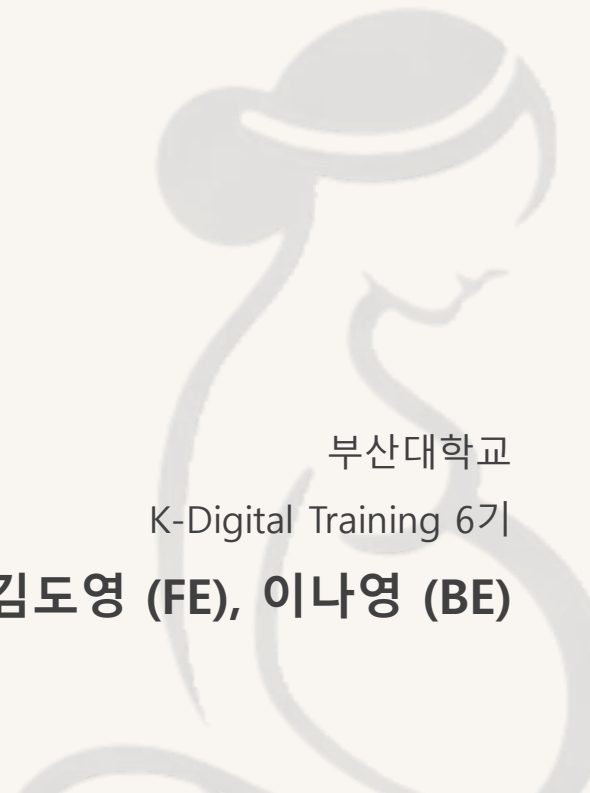 부산대학교
K-Digital Training 6기
김도영 (FE), 이나영 (BE)